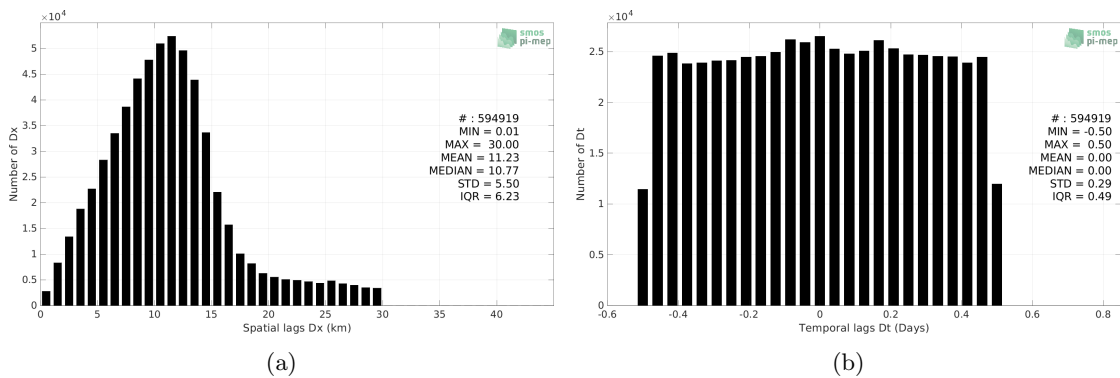 ×10⁴
smos
pi-mep
5
4.5
4
3.5
3
2.5
2
1.5
1
0.5
0
Number of Dx
# : 594919
MIN = 0.01
MAX = 30.00
MEAN = 11.23
MEDIAN = 10.77
STD = 5.50
IQR = 6.23
0 5 10 15 20 25 30 35 40
Spatial lags Dx (km)
(a)
×10⁴
smos
pi-mep
2.5
2
1.5
1
0.5
0
Number of Dt
# : 594919
MIN = -0.50
MAX = 0.50
MEAN = 0.00
MEDIAN = 0.00
STD = 0.29
IQR = 0.49
-0.6 -0.4 -0.2 0 0.2 0.4 0.6 0.8
Temporal lags Dt (Days)
(b)